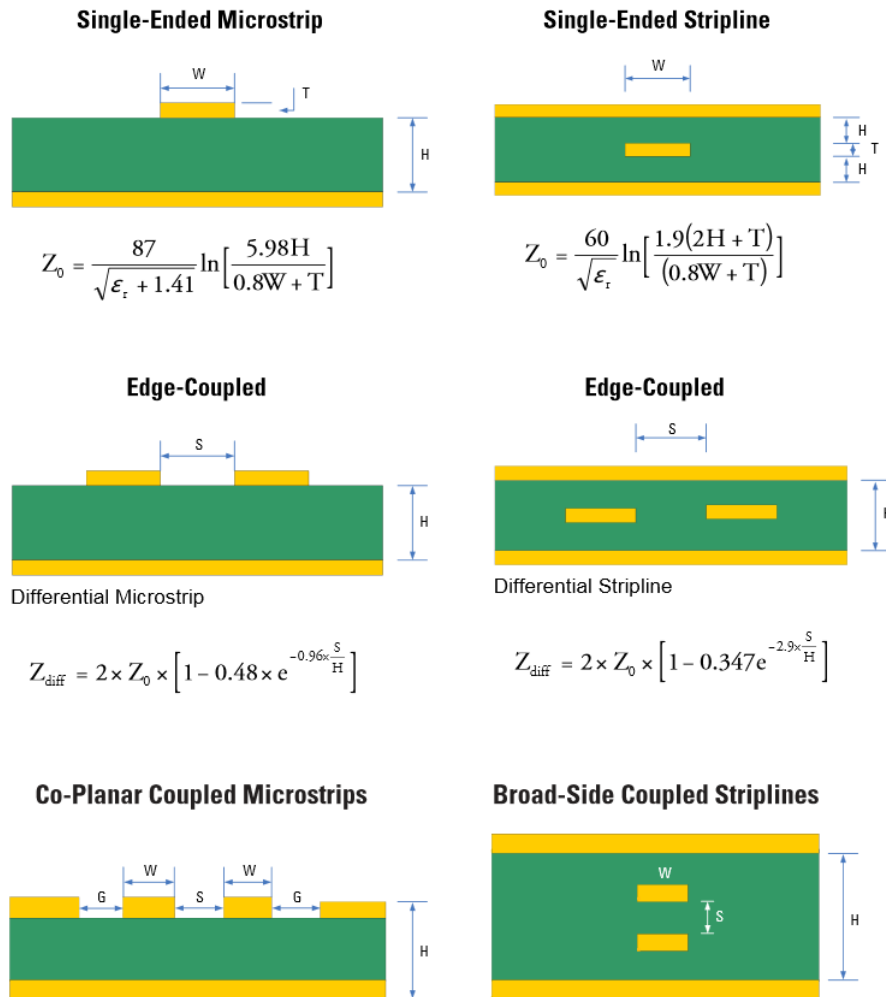 Single-Ended Microstrip
W
T
H
Z₀ = 87 / √(εᵣ + 1.41) ln[5.98H / 0.8W + T]
Single-Ended Stripline
W
H
T
H
Z₀ = 60 / √εᵣ ln[1.9(2H + T) / (0.8W + T)]
Edge-Coupled
S
H
Differential Microstrip
Z_diff = 2 × Z₀ × [1 − 0.48 × e^(−0.96×S/H)]
Edge-Coupled
S
Differential Stripline
Z_diff = 2 × Z₀ × [1 − 0.347e^(−2.9×S/H)]
Co-Planar Coupled Microstrips
W W
G S G
H
Broad-Side Coupled Striplines
W
S
H